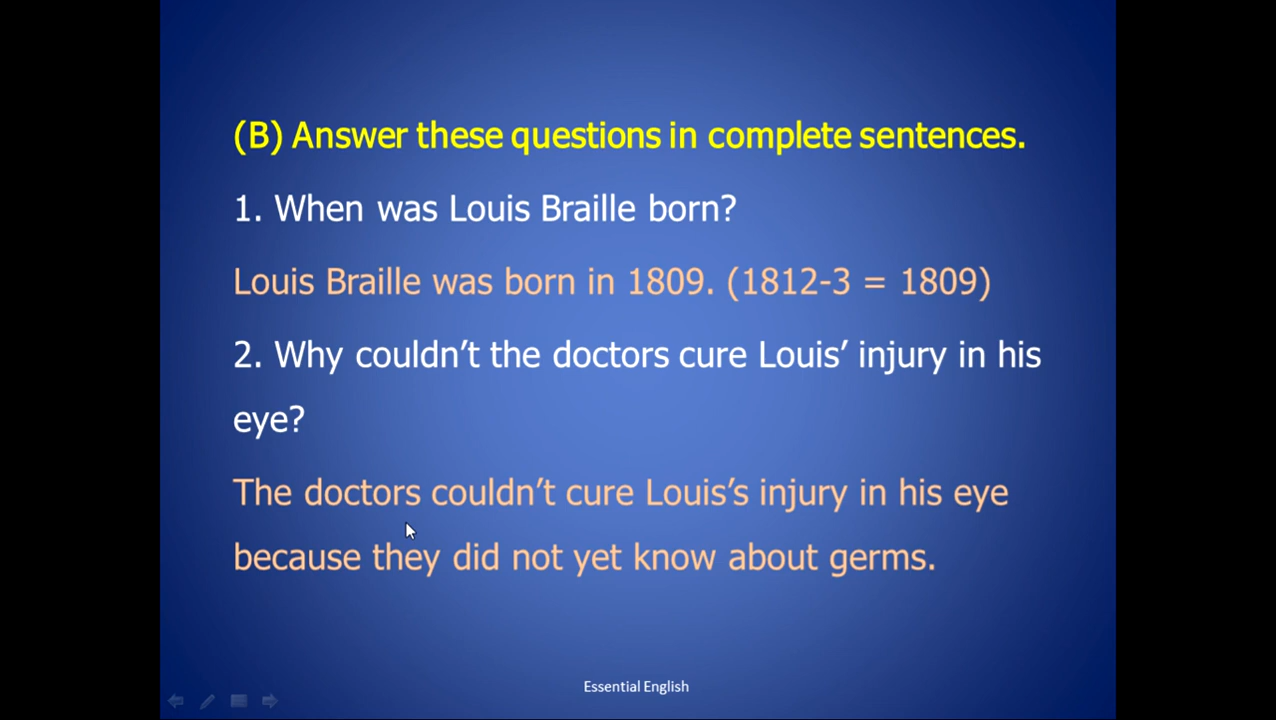 (B) Answer these questions in complete sentences.
1. When was Louis Braille born?
Louis Braille was born in 1809. (1812-3 = 1809)
2. Why couldn’t the doctors cure Louis’ injury in his
eye?
The doctors couldn’t cure Louis’s injury in his eye
because they did not yet know about germs.
Essential English